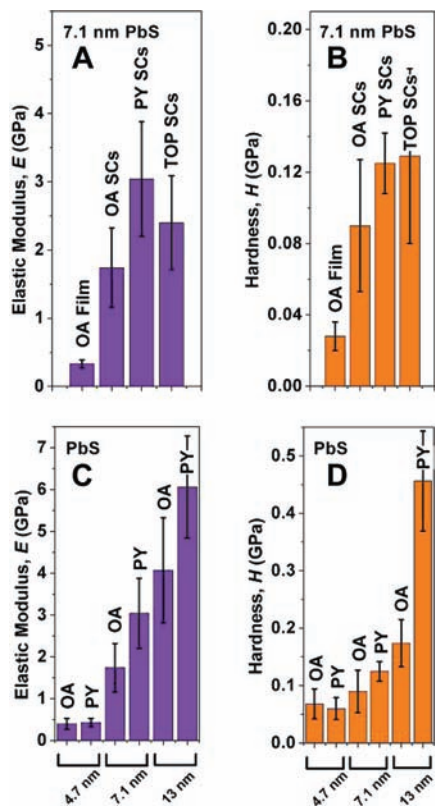 7.1 nm PbS
A
Elastic Modulus, E (GPa)
5
4
3
2
1
0
OA Film
OA SCs
PY SCs
TOP SCs
7.1 nm PbS
B
Hardness, H (GPa)
0.20
0.16
0.12
0.08
0.04
0.00
OA Film
OA SCs
PY SCs
TOP SCs
PbS
C
Elastic Modulus, E (GPa)
7
6
5
4
3
2
1
0
OA
PY
OA
PY
OA
PY
4.7 nm
7.1 nm
13 nm
PbS
D
Hardness, H (GPa)
0.5
0.4
0.3
0.2
0.1
0.0
OA
PY
OA
PY
OA
PY
4.7 nm
7.1 nm
13 nm